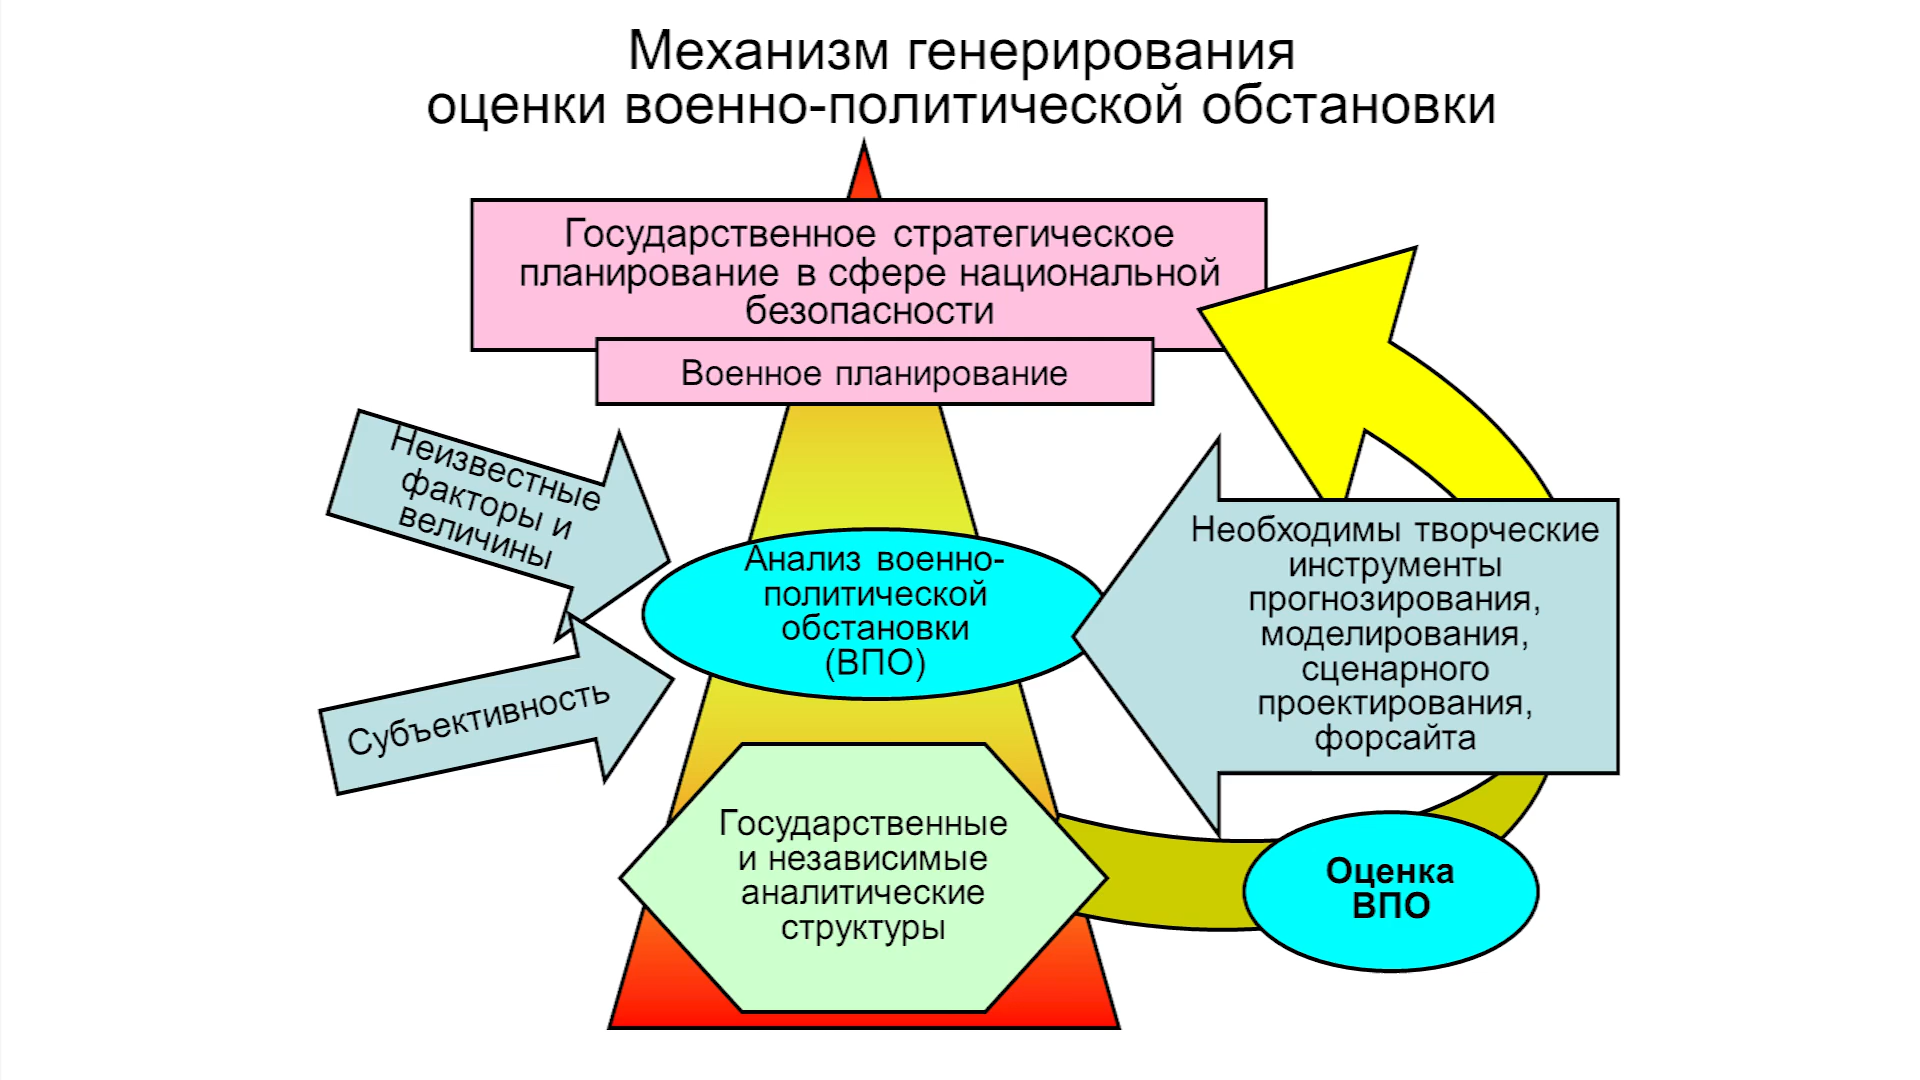 Механизм генерирования
оценки военно-политической обстановки
Государственное стратегическое
планирование в сфере национальной
безопасности
Военное планирование
Неизвестные
факторы и
величины
Анализ военно-
политической
обстановки
(ВПО)
Необходимы творческие
инструменты
прогнозирования,
моделирования,
сценарного
проектирования,
форсайта
Субъективность
Государственные
и независимые
аналитические
структуры
Оценка
ВПО